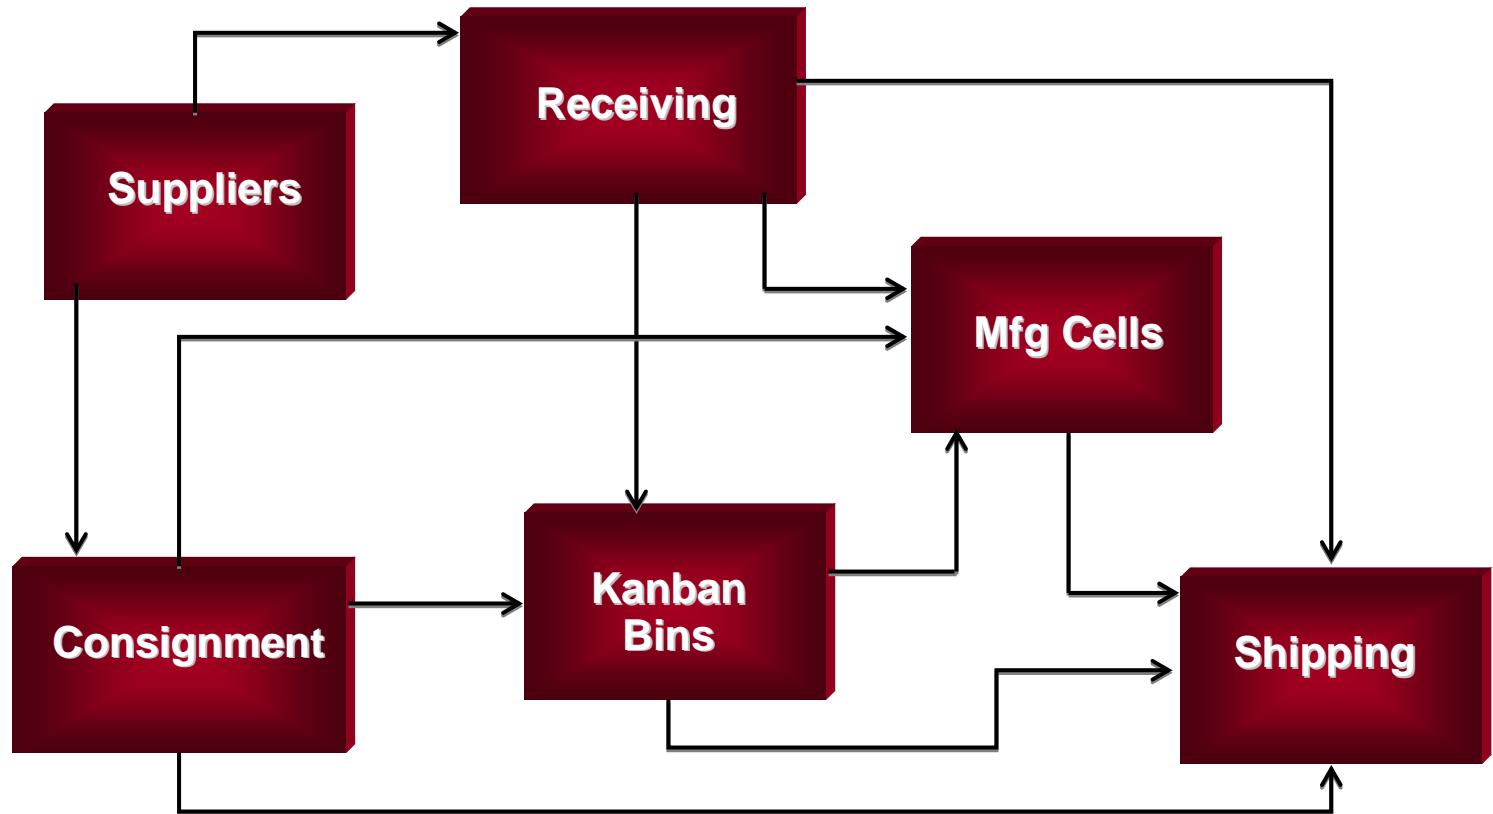 Receiving
Suppliers
Mfg Cells
Kanban
Bins
Consignment
Shipping